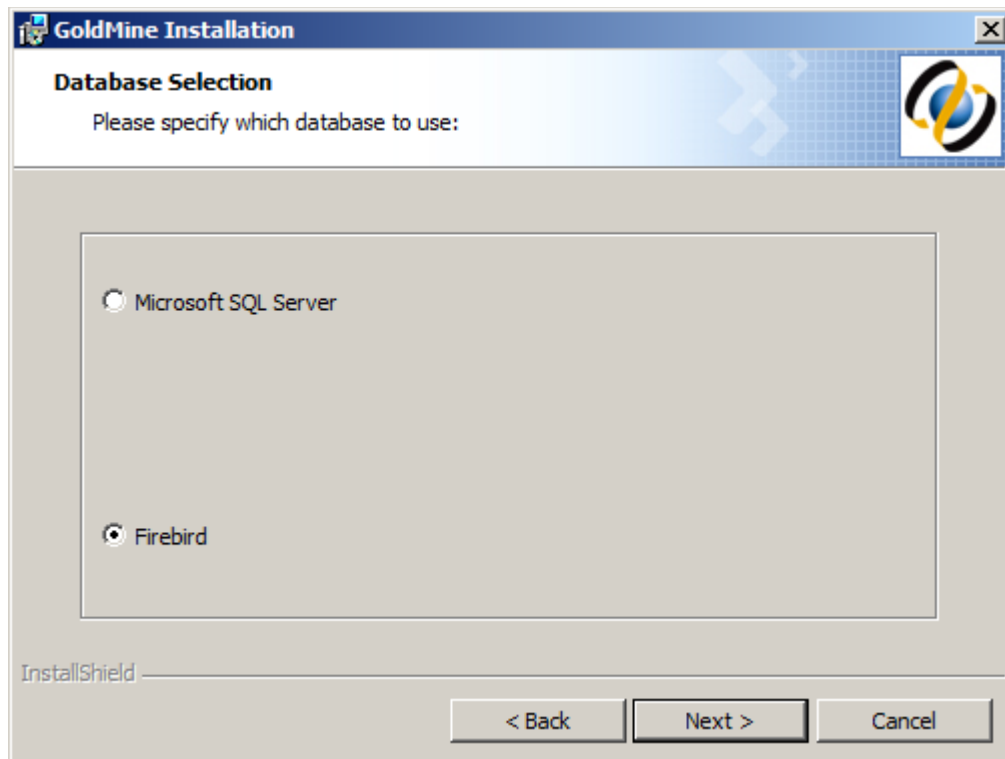 GoldMine Installation
Database Selection
Please specify which database to use:
Microsoft SQL Server
Firebird
InstallShield
< Back
Next >
Cancel